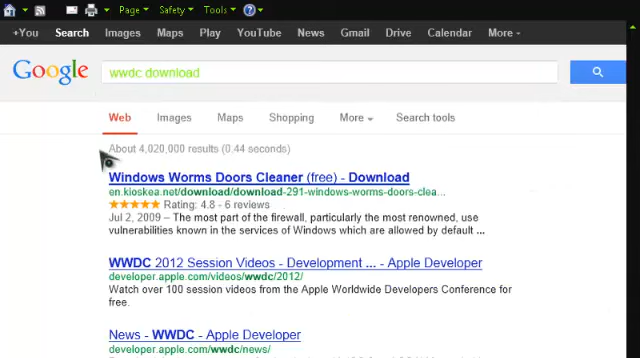 Page Safety Tools
+You Search Images Maps Play YouTube News Gmail Drive Calendar More
Google wwdc download
Web Images Maps Shopping More Search tools
About 4,020,000 results (0.44 seconds)
Windows Worms Doors Cleaner (free) - Download
en.kioskea.net/download/download-291-windows-worms-doors-clea...
Rating: 4.8 - 6 reviews
Jul 2, 2009 – The most part of the firewall, particularly the most renowned, use
vulnerabilities known in the services of Windows which are allowed by default ...
WWDC 2012 Session Videos - Development ... - Apple Developer
developer.apple.com/videos/wwdc/2012/
Watch over 100 session videos from the Apple Worldwide Developers Conference for
free.
News - WWDC - Apple Developer
developer.apple.com/wwdc/news/